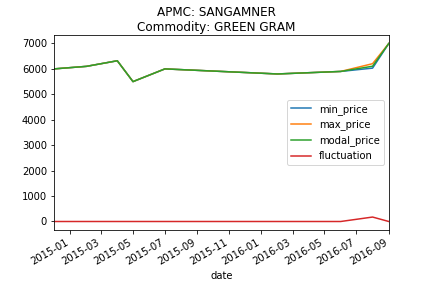 APMC: SANGAMNER
Commodity: GREEN GRAM
7000
6000
5000
4000
3000
2000
1000
0
min_price
max_price
modal_price
fluctuation
2015-01
2015-03
2015-05
2015-07
2015-09
2015-11
2016-01
2016-03
2016-05
2016-07
2016-09
date